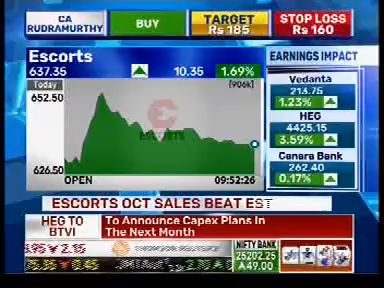 CA
RUDRAMURTHY
BUY
TARGET
Rs 185
STOP LOSS
Rs 160
Escorts
637.35
10.35
1.69%
Today
[906k]
652.50
626.50
OPEN
09:52:26
EARNINGS IMPACT
Vedanta
213.75
1.23%
HEG
4425.15
3.59%
Canara Bank
262.40
0.17%
ESCORTS OCT SALES BEAT EST
HEG TO
BTVI
To Announce Capex Plans In
The Next Month
NIFTY BANK
25202.25
49.00